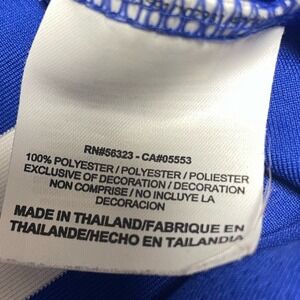 RN#56323 - CA#05553
100% POLYESTER / POLYESTER / POLIESTER
EXCLUSIVE OF DECORATION / DECORATION
NON COMPRISE / NO INCLUYE LA
DECORACION
MADE IN THAILAND/FABRIQUE EN
THAILANDE/HECHO EN TAILANDIA